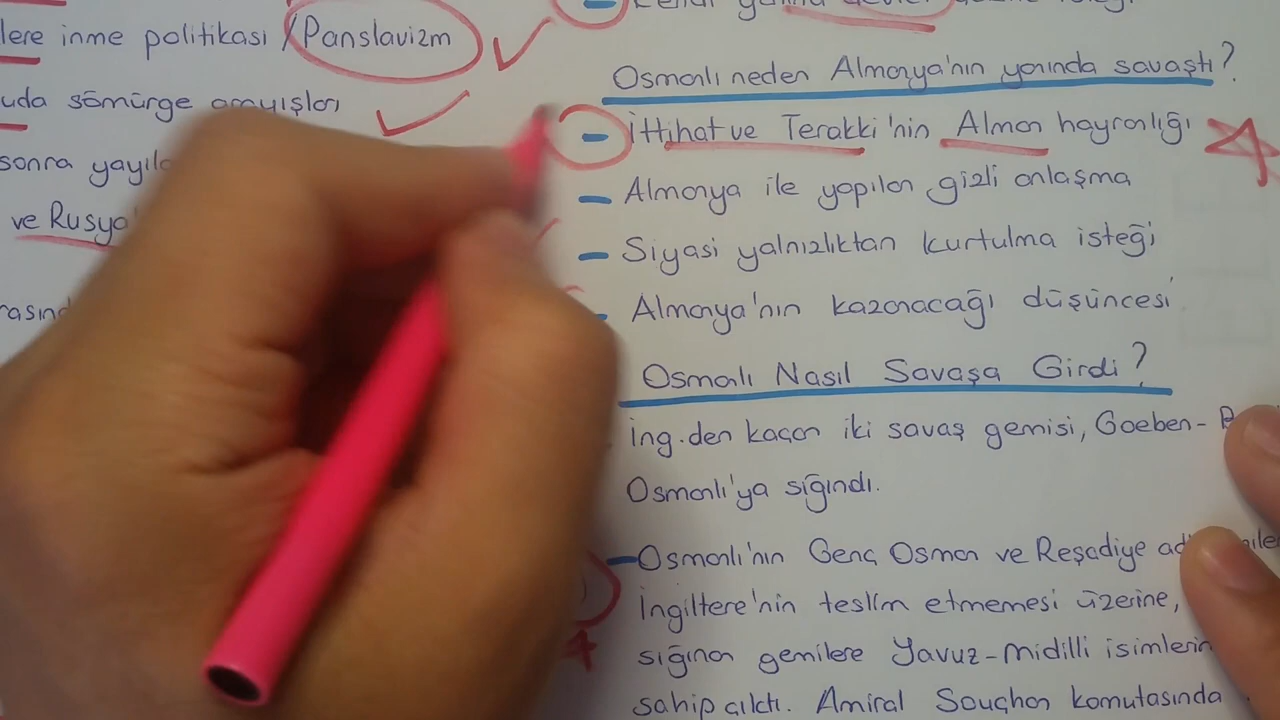 lere inme politikası / Panslavizm
uda sömürge arayışları
sonra yayıla
ve Rusya'
rasınd
Osmanlı neden Almanya'nın yanında savaştı?
- İttihat ve Terakki'nin Alman hayranlığı
- Almanya ile yapılan gizli anlaşma
- Siyasi yalnızlıktan kurtulma isteği
- Almanya'nın kazanacağı düşüncesi
Osmanlı Nasıl Savaşa Girdi?
İng.den kaçan iki savaş gemisi, Goeben-
Osmanlı'ya sığındı.
- Osmanlı'nın Genç Osman ve Reşadiye
İngiltere'nin teslim etmemesi üzerine,
sığınan gemilere Yavuz-midilli isimlerin
sahip çıktı. Amiral Souchon komutasında